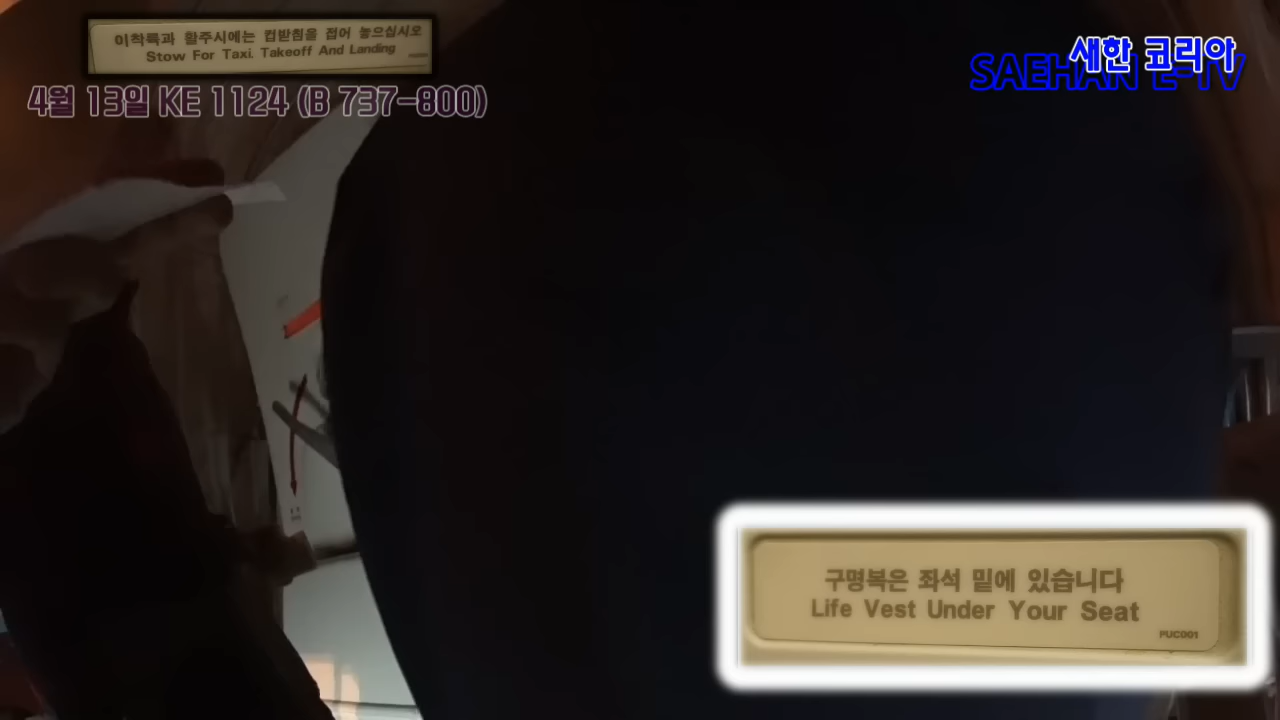 이착륙과 활주시에는 컵받침을 접어 놓으십시오
Stow For Taxi. Takeoff And Landing
4월 13일 KE 1124 (B 737-800)
새한 코리아
SAEHAN E-TV
구명복은 좌석 밑에 있습니다
Life Vest Under Your Seat
PUC001